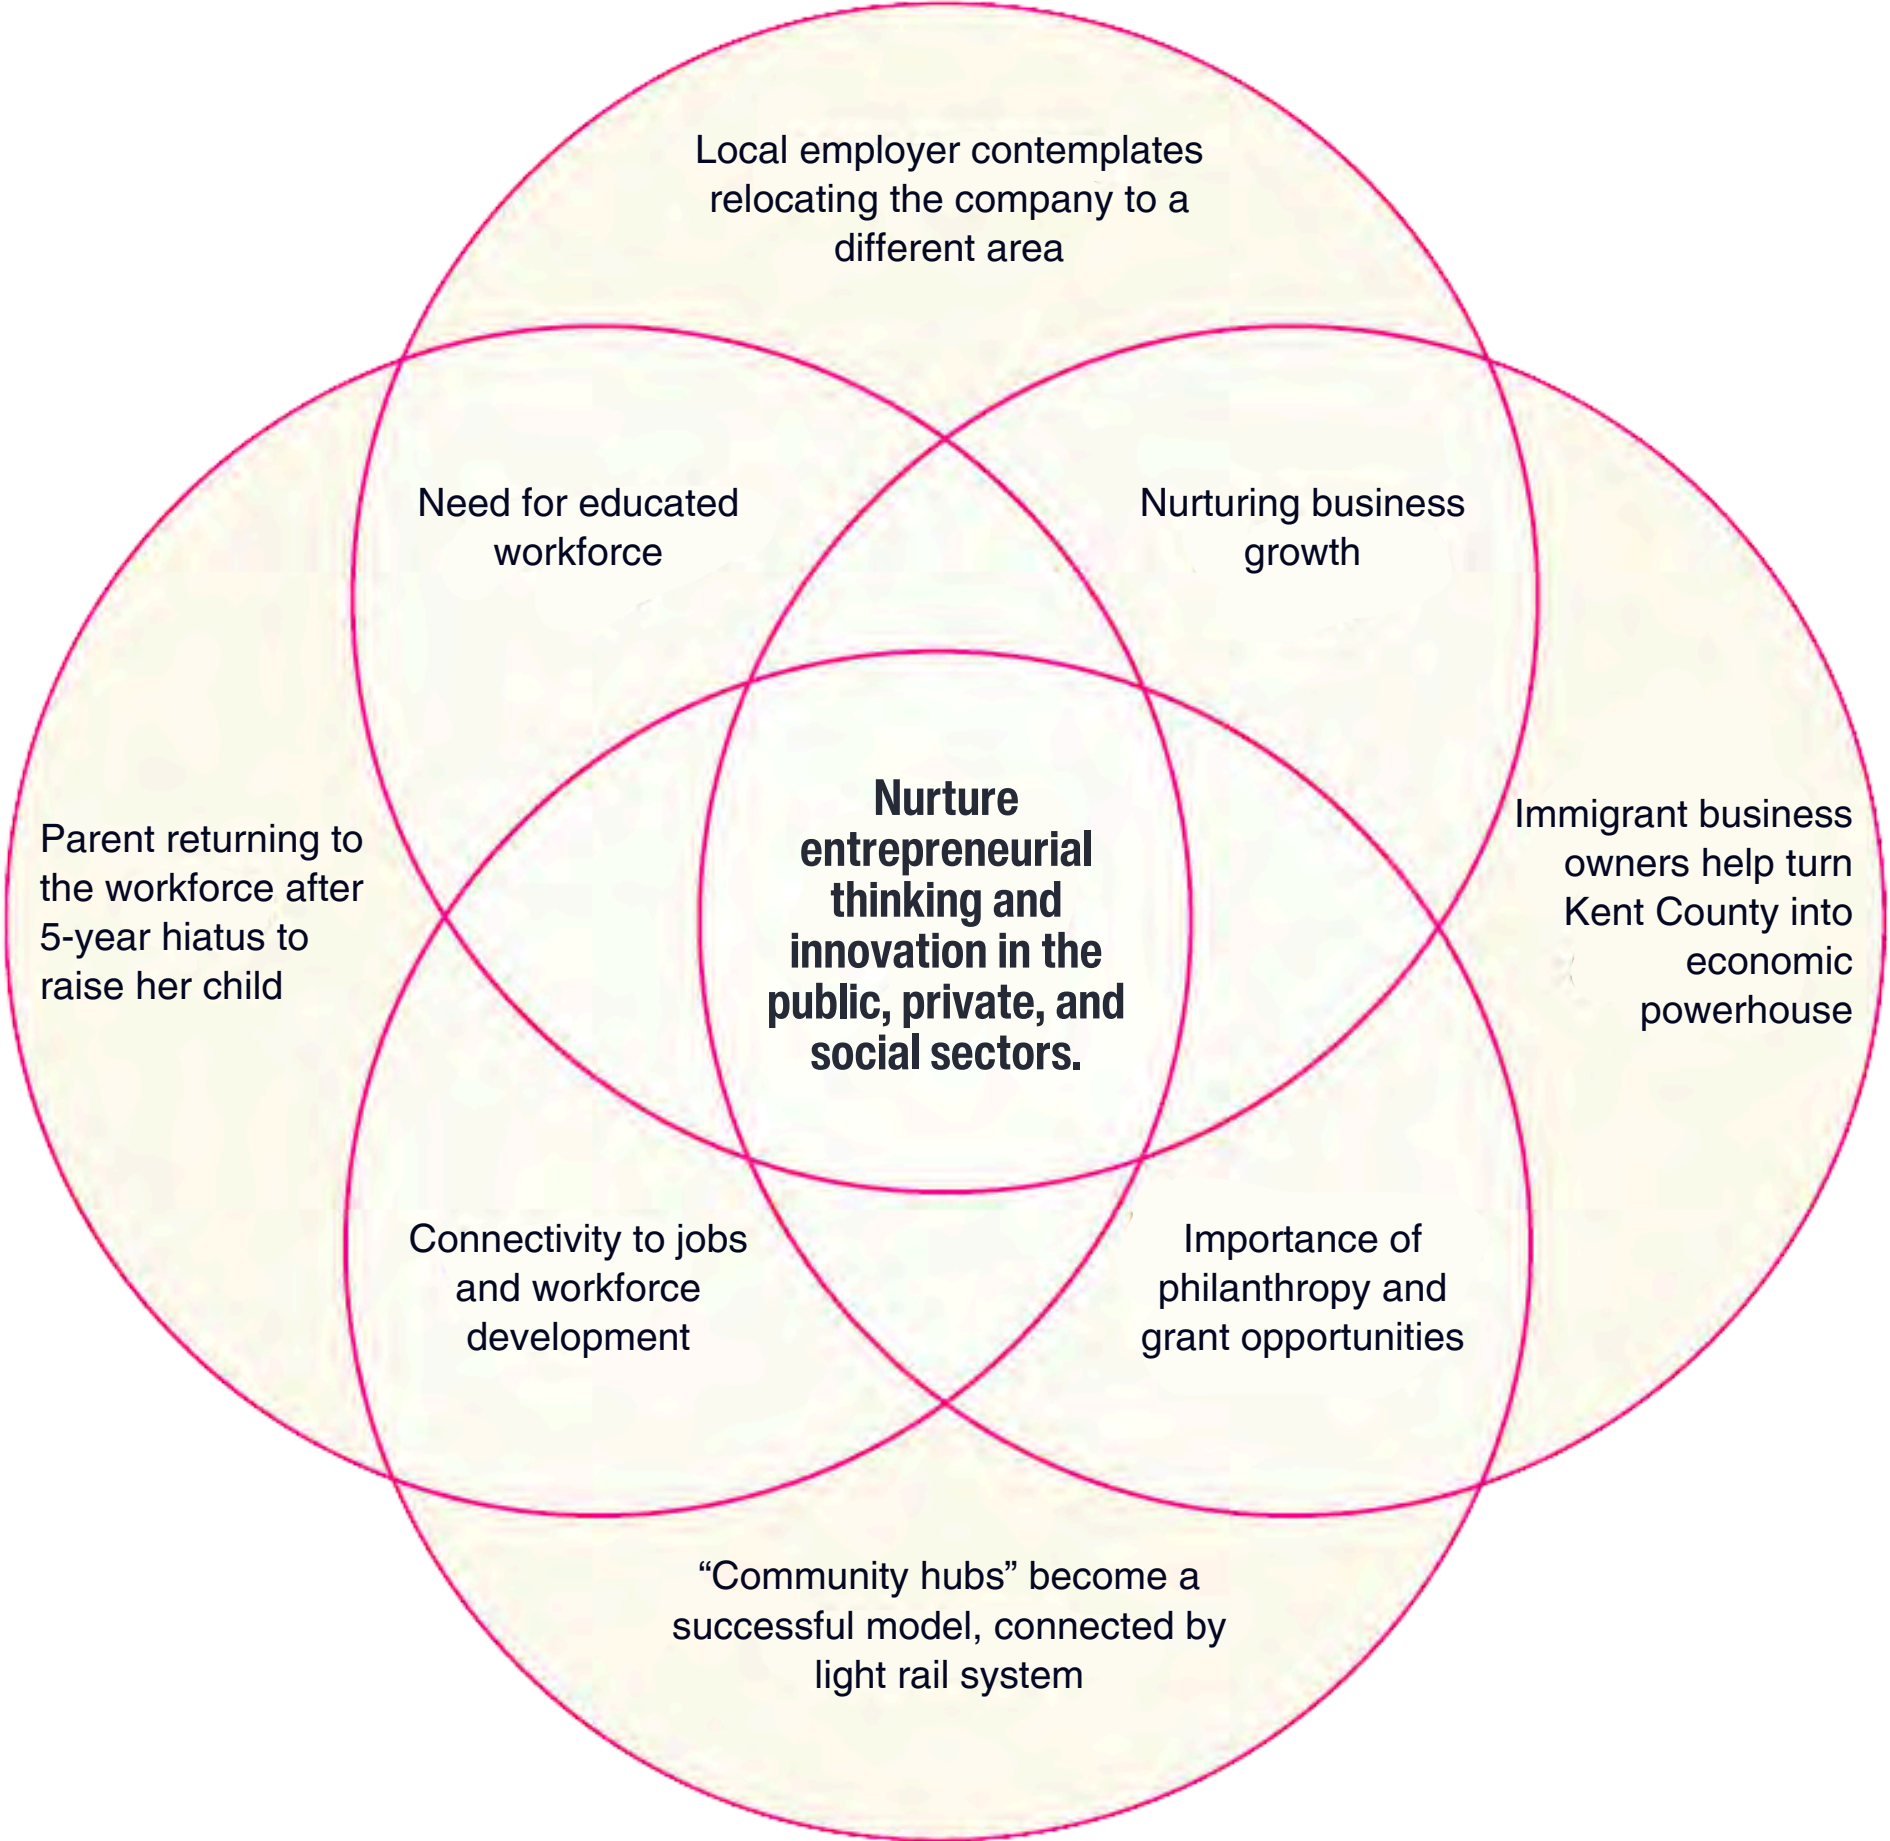 Local employer contemplates
relocating the company to a
different area
Need for educated
workforce
Nurturing business
growth
Parent returning to
the workforce after
5-year hiatus to
raise her child
Nurture
entrepreneurial
thinking and
innovation in the
public, private, and
social sectors.
Immigrant business
owners help turn
Kent County into
economic
powerhouse
Connectivity to jobs
and workforce
development
Importance of
philanthropy and
grant opportunities
“Community hubs” become a
successful model, connected by
light rail system